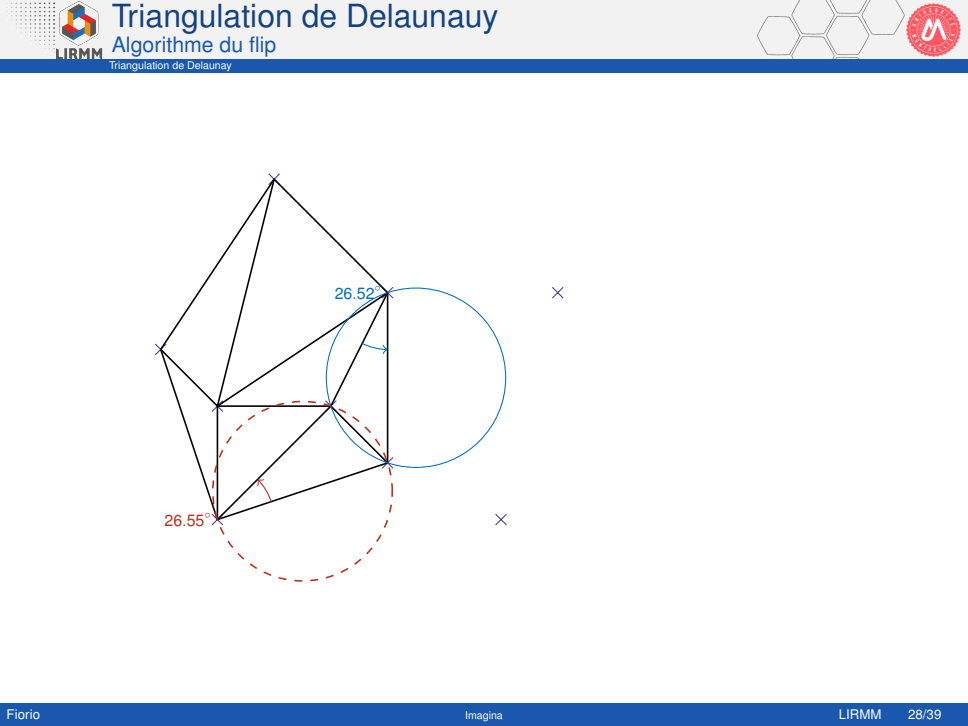 Triangulation de Delaunauy
Algorithme du flip
LIRMM
Triangulation de Delaunay
26.52°
26.55°
Fiorio
Imagina
LIRMM 28/39